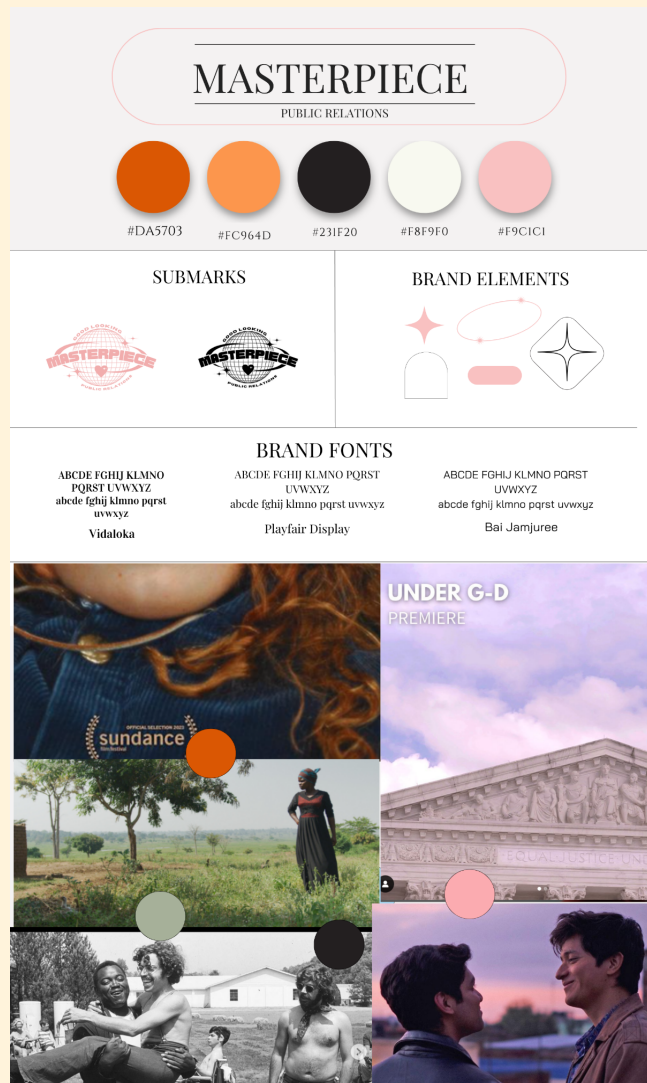 MASTERPIECE
PUBLIC RELATIONS
#DA5703
#FC964D
#231F20
#F8F9F0
#F9C1C1
SUBMARKS
GOOD LOOKING
MASTERPIECE
PUBLIC RELATIONS
GOOD LOOKING
MASTERPIECE
PUBLIC RELATIONS
BRAND ELEMENTS
BRAND FONTS
ABCDE FGHIJ KLMNO
PQRST UVWXYZ
abcde fghij klmno pqrst
uvwxyz
Vidaloka
ABCDE FGHIJ KLMNO PQRST
UVWXYZ
abcde fghij klmno pqrst uvwxyz
Playfair Display
ABCDE FGHIJ KLMNO PQRST
UVWXYZ
abcde fghij klmno pqrst uvwxyz
Bai Jamjuree
OFFICIAL SELECTION 2023
sundance
film festival
UNDER G-D
PREMIERE
EQUAL JUSTICE UN